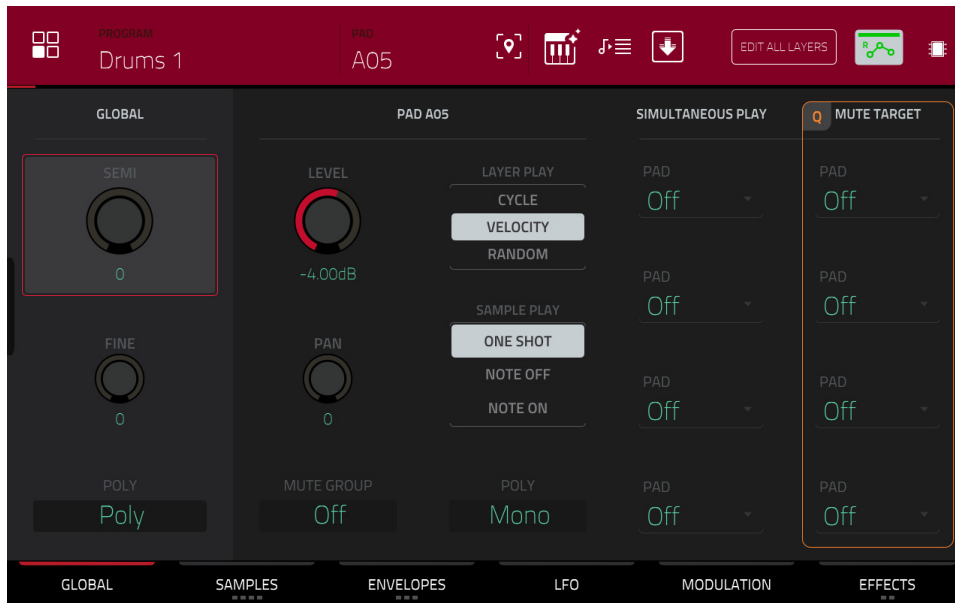 PROGRAM
Drums 1
PAD
A05
EDIT ALL LAYERS
R
GLOBAL
SEMI
0
FINE
0
POLY
Poly
PAD A05
LEVEL
-4.00dB
PAN
0
MUTE GROUP
Off
LAYER PLAY
CYCLE
VELOCITY
RANDOM
SAMPLE PLAY
ONE SHOT
NOTE OFF
NOTE ON
POLY
Mono
SIMULTANEOUS PLAY
PAD
Off
PAD
Off
PAD
Off
PAD
Off
Q MUTE TARGET
PAD
Off
PAD
Off
PAD
Off
PAD
Off
GLOBAL SAMPLES ENVELOPES LFO MODULATION EFFECTS